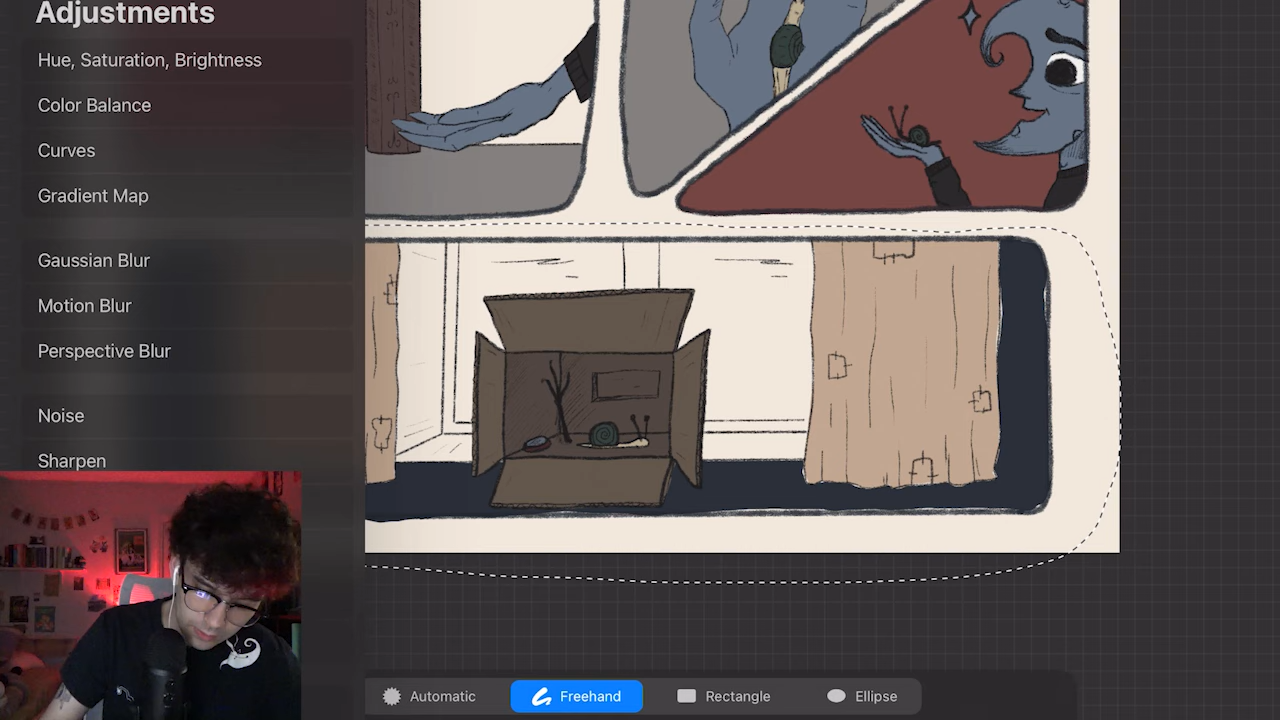 Adjustments
Hue, Saturation, Brightness
Color Balance
Curves
Gradient Map
Gaussian Blur
Motion Blur
Perspective Blur
Noise
Sharpen
Automatic
Freehand
Rectangle
Ellipse